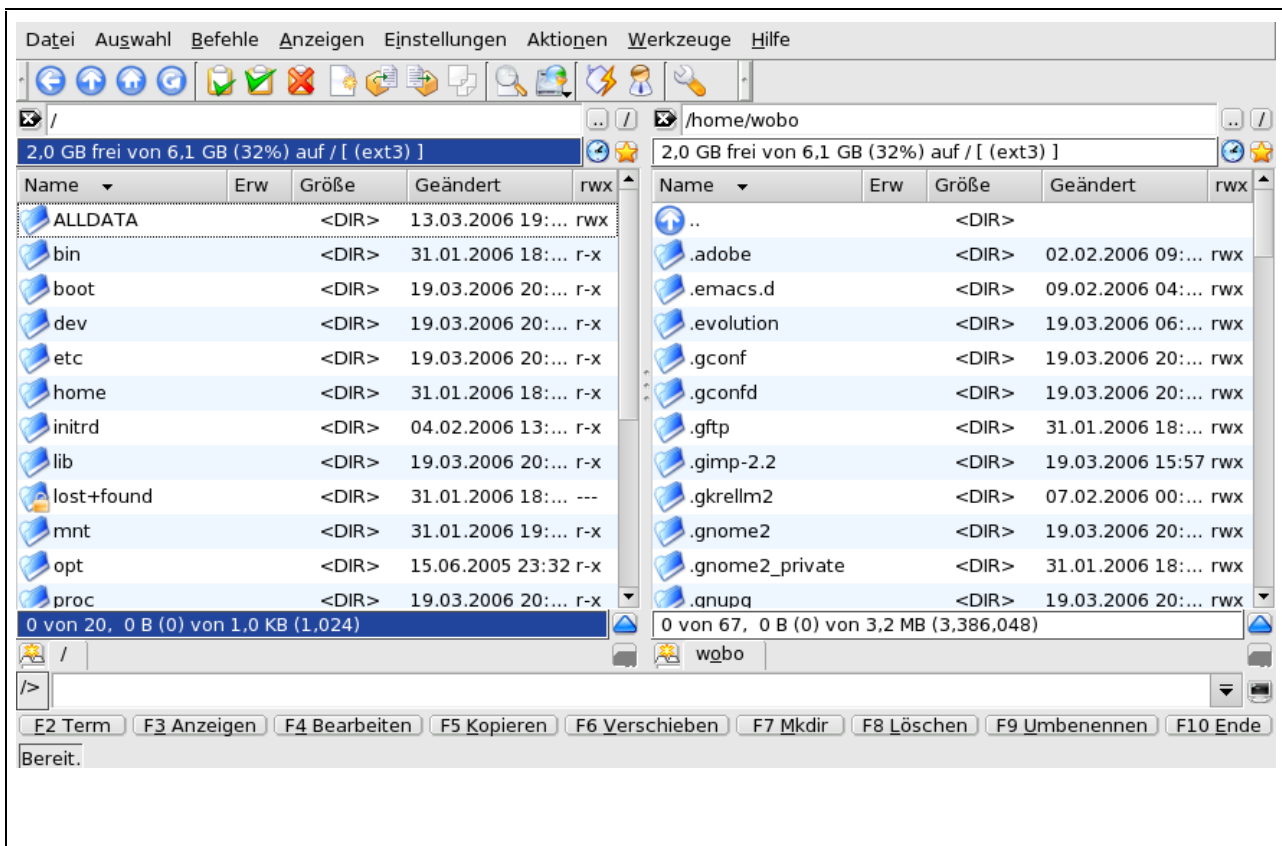 Datei Auswahl Befehle Anzeigen Einstellungen Aktionen Werkzeuge Hilfe
/ .. /
2,0 GB frei von 6,1 GB (32%) auf / [ (ext3) ]
Name Erw Größe Geändert rwx
ALLDATA <DIR> 13.03.2006 19:... rwx
bin <DIR> 31.01.2006 18:... r-x
boot <DIR> 19.03.2006 20:... r-x
dev <DIR> 19.03.2006 20:... r-x
etc <DIR> 19.03.2006 20:... r-x
home <DIR> 31.01.2006 18:... r-x
initrd <DIR> 04.02.2006 13:... r-x
lib <DIR> 19.03.2006 20:... r-x
lost+found <DIR> 31.01.2006 18:... ---
mnt <DIR> 31.01.2006 19:... r-x
opt <DIR> 15.06.2005 23:32 r-x
proc <DIR> 19.03.2006 20:... r-x
0 von 20, 0 B (0) von 1,0 KB (1,024)
/
/home/wobo .. /
2,0 GB frei von 6,1 GB (32%) auf / [ (ext3) ]
Name Erw Größe Geändert rwx
.. <DIR>
.adobe <DIR> 02.02.2006 09:... rwx
.emacs.d <DIR> 09.02.2006 04:... rwx
.evolution <DIR> 19.03.2006 06:... rwx
.gconf <DIR> 19.03.2006 20:... rwx
.gconfd <DIR> 19.03.2006 20:... rwx
.gftp <DIR> 31.01.2006 18:... rwx
.gimp-2.2 <DIR> 19.03.2006 15:57 rwx
.gkrellm2 <DIR> 07.02.2006 00:... rwx
.gnome2 <DIR> 19.03.2006 20:... rwx
.gnome2_private <DIR> 31.01.2006 18:... rwx
.gnupg <DIR> 19.03.2006 20:... rwx
0 von 67, 0 B (0) von 3,2 MB (3,386,048)
wobo
/>
F2 Term F3 Anzeigen F4 Bearbeiten F5 Kopieren F6 Verschieben F7 Mkdir F8 Löschen F9 Umbenennen F10 Ende
Bereit.